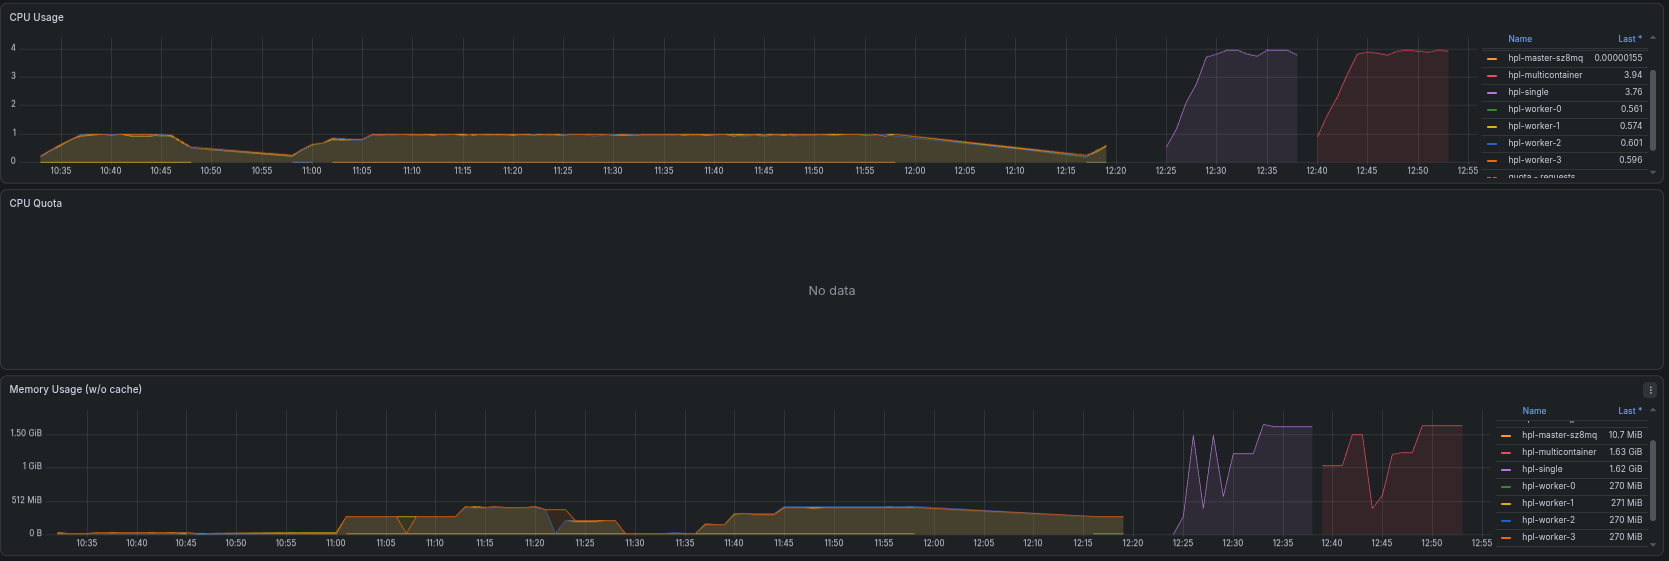 CPU Usage
Name Last *
4
hpl-master-sz8mq 0.00000155
3
hpl-multicontainer 3.94
hpl-single 3.76
2
hpl-worker-0 0.561
1
hpl-worker-1 0.574
hpl-worker-2 0.601
0
hpl-worker-3 0.596
10:35 10:40 10:45 10:50 10:55 11:00 11:05 11:10 11:15 11:20 11:25 11:30 11:35 11:40 11:45 11:50 11:55 12:00 12:05 12:10 12:15 12:20 12:25 12:30 12:35 12:40 12:45 12:50 12:55
quota - requests
CPU Quota
No data
Memory Usage (w/o cache)
Name Last *
1.50 GiB
hpl-master-sz8mq 10.7 MiB
hpl-multicontainer 1.63 GiB
1 GiB
hpl-single 1.62 GiB
hpl-worker-0 270 MiB
512 MiB
hpl-worker-1 271 MiB
hpl-worker-2 270 MiB
0 B
hpl-worker-3 270 MiB
10:35 10:40 10:45 10:50 10:55 11:00 11:05 11:10 11:15 11:20 11:25 11:30 11:35 11:40 11:45 11:50 11:55 12:00 12:05 12:10 12:15 12:20 12:25 12:30 12:35 12:40 12:45 12:50 12:55